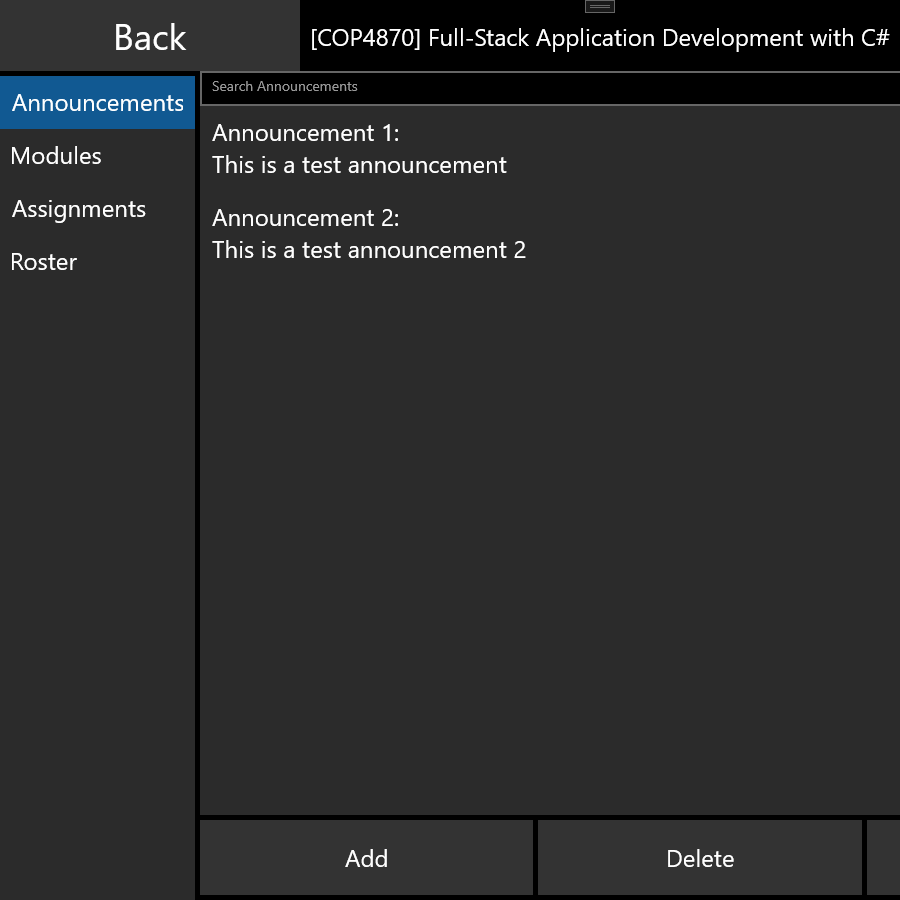 Back
[COP4870] Full-Stack Application Development with C#
Announcements
Modules
Assignments
Roster
Search Announcements
Announcement 1:
This is a test announcement
Announcement 2:
This is a test announcement 2
Add
Delete